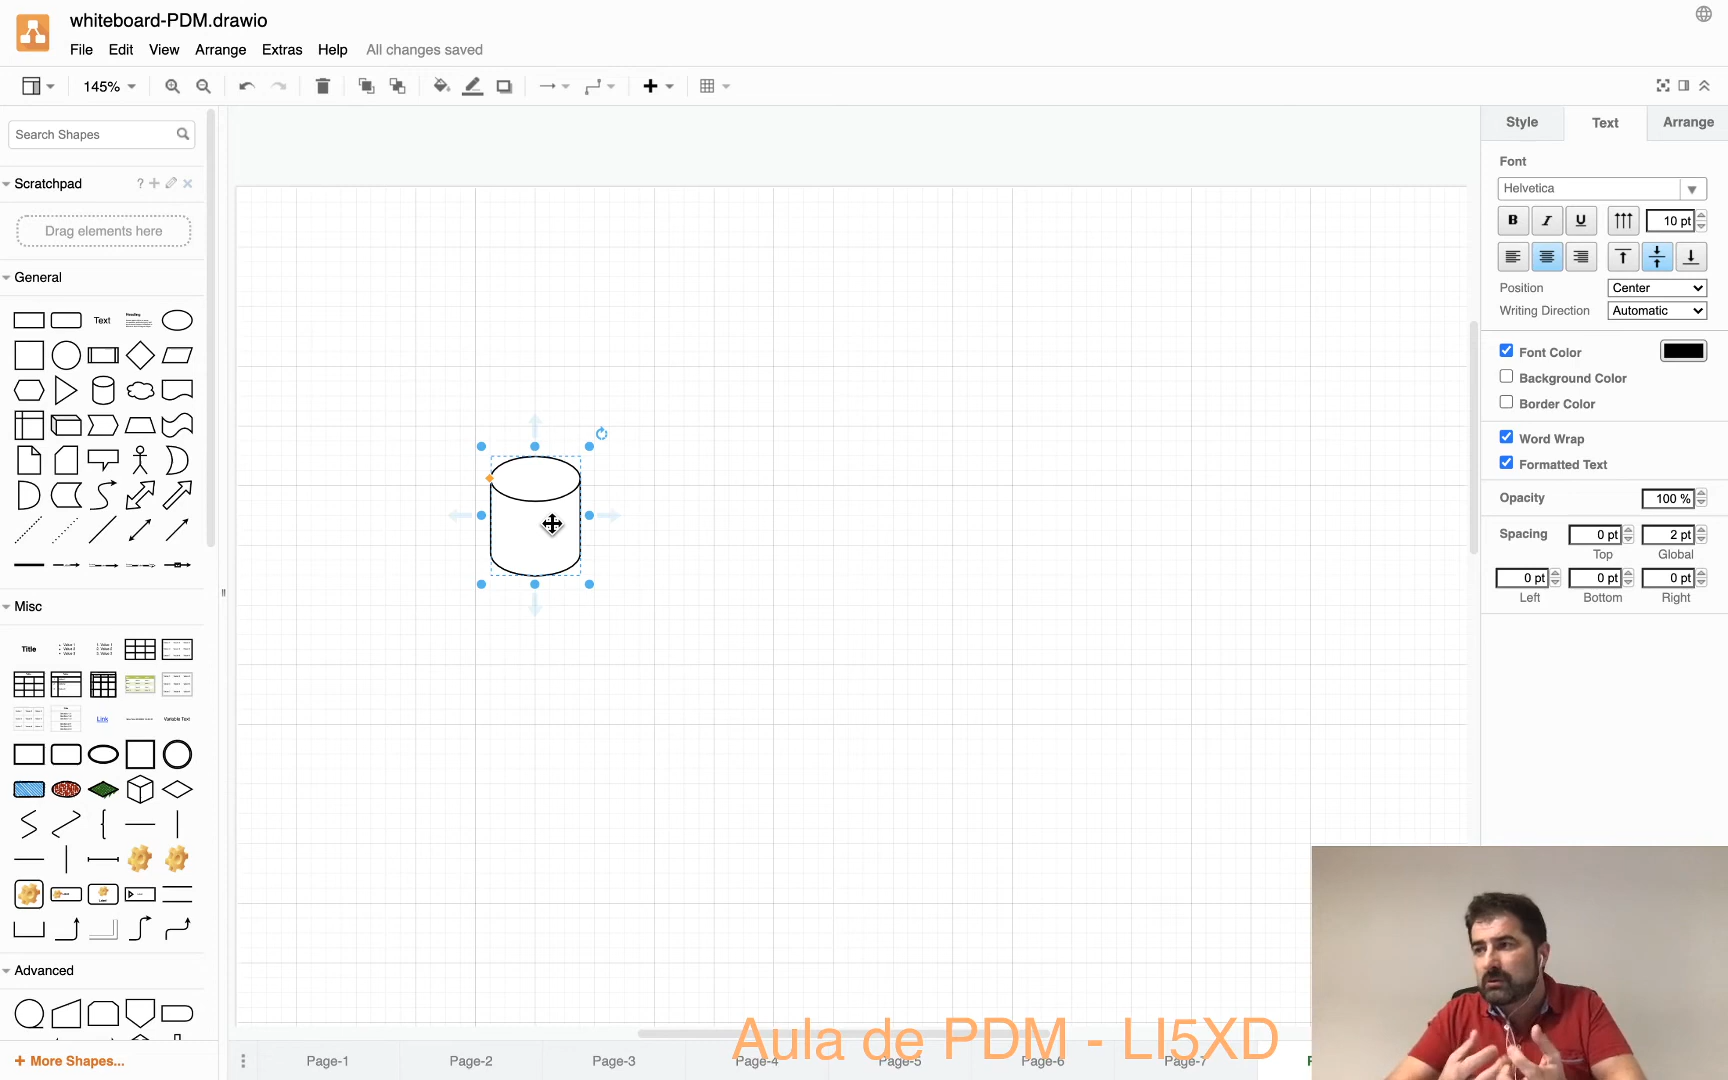 whiteboard-PDM.drawio
File Edit View Arrange Extras Help All changes saved
145%
Search Shapes
Scratchpad ?
Drag elements here
General
Text Heading
Misc
Title
Link Variable Text
Label
Advanced
+ More Shapes...
Style Text Arrange
Font
Helvetica
B I U 10 pt
Position Center
Writing Direction Automatic
Font Color
Background Color
Border Color
Word Wrap
Formatted Text
Opacity 100 %
Spacing 0 pt 2 pt
Top Global
0 pt 0 pt 0 pt
Left Bottom Right
Aula de PDM - LI5XD
Page-1 Page-2 Page-3 Page-4 Page-5 Page-6 Page-7